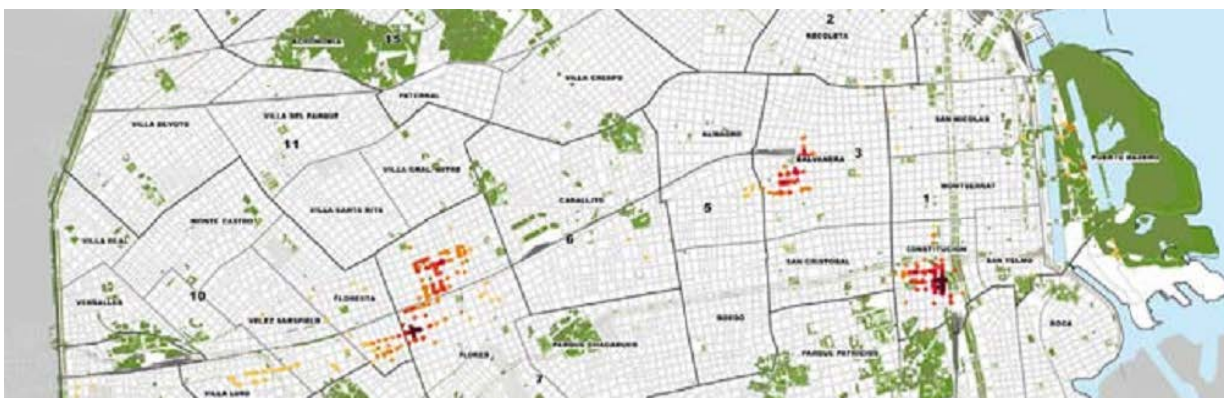 2
RECOLETA
AGRONOMIA
15
VILLA CRESPO
PATERNAL
VILLA DEVOTO
VILLA DEL PARQUE
11
ALMAGRO
SAN NICOLAS
BALVANERA
3
PUERTO MADERO
VILLA GRAL. MITRE
CABALLITO
MONTSERRAT
1
VILLA SANTA RITA
5
MONTE CASTRO
6
VILLA REAL
CONSTITUCION
SAN CRISTOBAL
SAN TELMO
VERSALLES
10
FLORESTA
VELEZ SARSFIELD
BOEDO
BOCA
PARQUE CHACABUCO
PARQUE PATRICIOS
FLORES
7
VILLA LURO